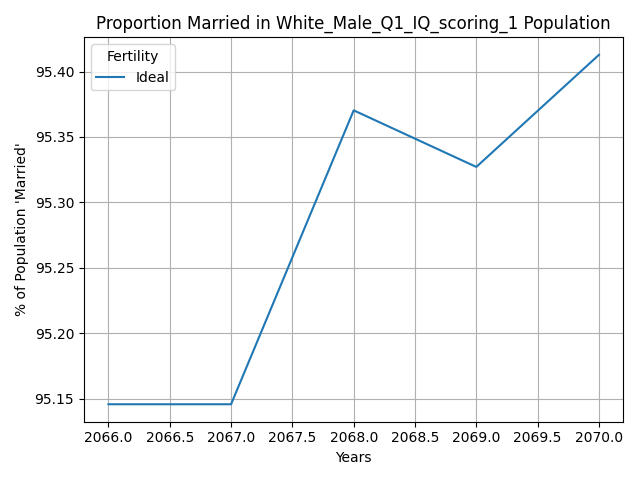 Proportion Married in White_Male_Q1_IQ_scoring_1 Population
Fertility
Ideal
% of Population 'Married'
95.40
95.35
95.30
95.25
95.20
95.15
2066.0 2066.5 2067.0 2067.5 2068.0 2068.5 2069.0 2069.5 2070.0
Years